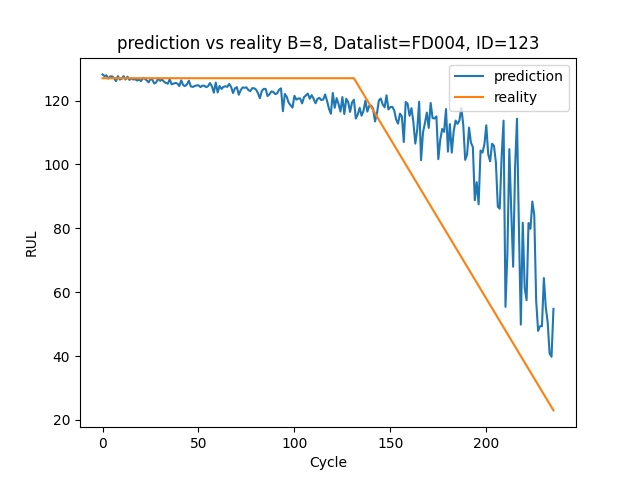 prediction vs reality B=8, Datalist=FD004, ID=123
prediction
reality
120
100
80
60
40
20
RUL
0
50
100
150
200
Cycle